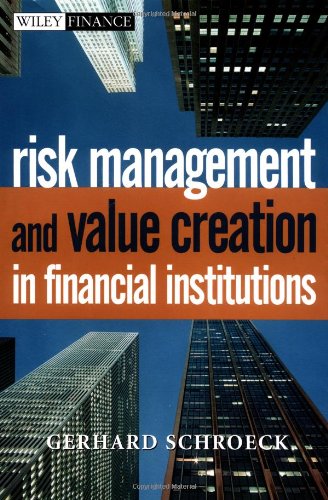 WILEY FINANCE
risk management
and value creation
in financial institutions
GERHARD SCHROECK